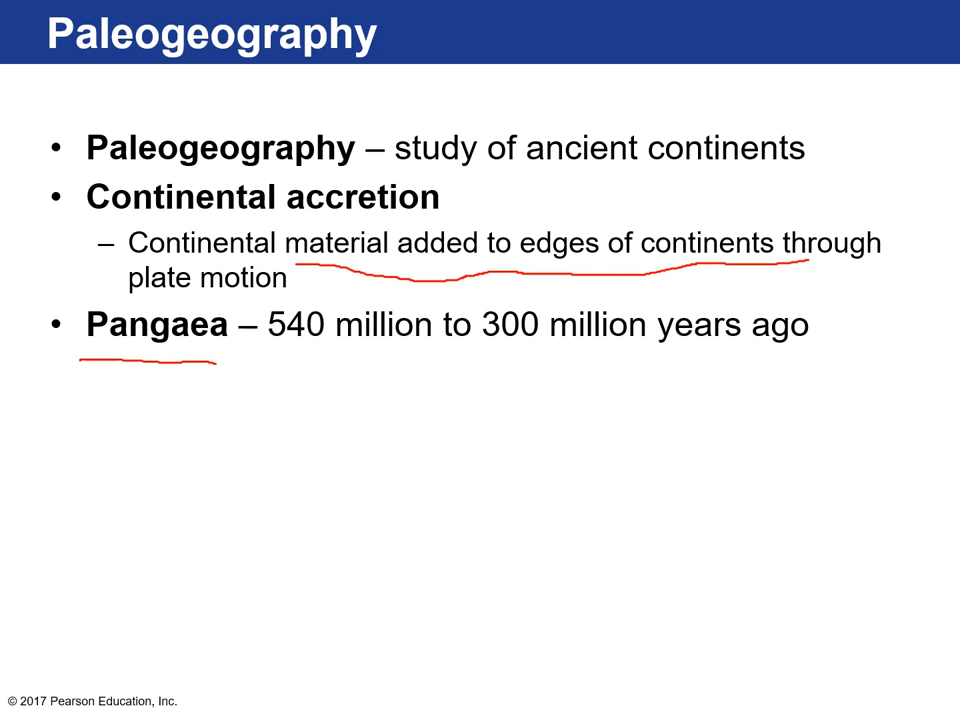 Paleogeography
• Paleogeography – study of ancient continents
• Continental accretion
– Continental material added to edges of continents through
plate motion
• Pangaea – 540 million to 300 million years ago
© 2017 Pearson Education, Inc.